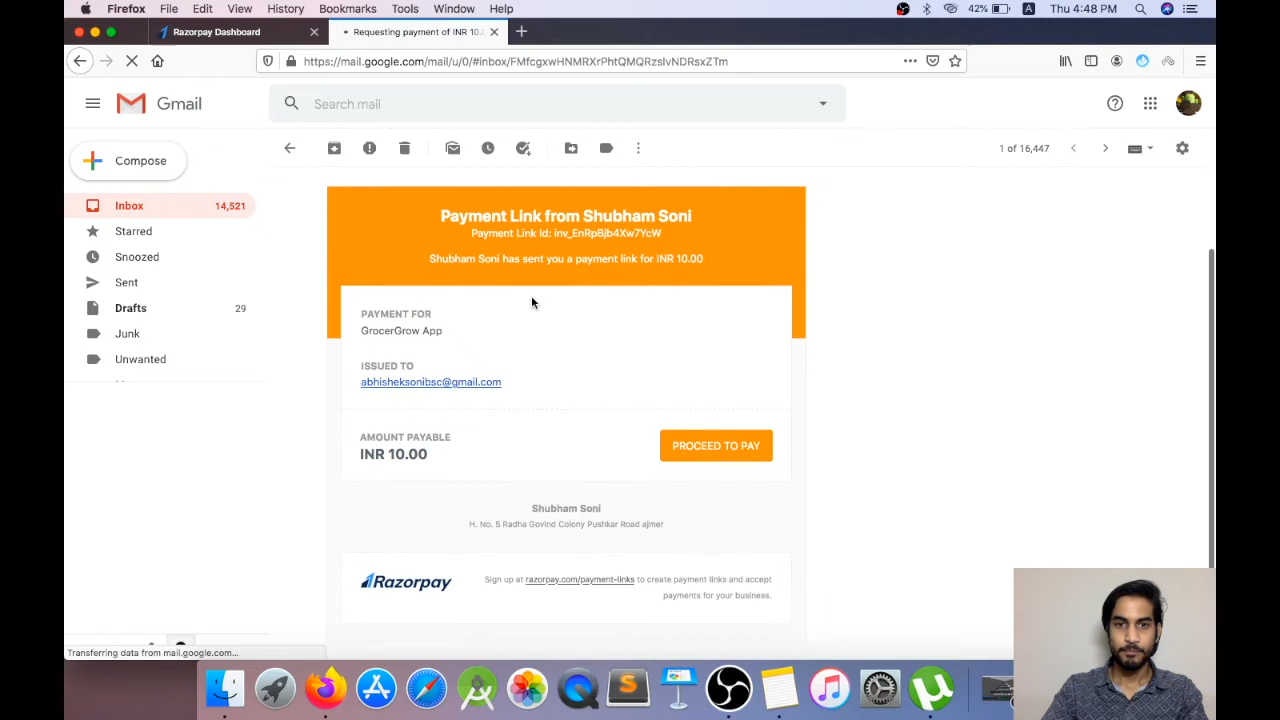 Firefox File Edit View History Bookmarks Tools Window Help 42% A Thu 4:48 PM
Razorpay Dashboard
Requesting payment of INR 10.0
https://mail.google.com/mail/u/0/#inbox/FMfcgxwHNMRXrPhtQMQRzslvNDRsxZTm
Gmail
Search mail
Compose
1 of 16,447
Inbox 14,521
Starred
Snoozed
Sent
Drafts 29
Junk
Unwanted
Payment Link from Shubham Soni
Payment Link Id: inv_EnRpBjb4Xw7YcW
Shubham Soni has sent you a payment link for INR 10.00
PAYMENT FOR
GrocerGrow App
ISSUED TO
abhisheksonibsc@gmail.com
AMOUNT PAYABLE
INR 10.00
PROCEED TO PAY
Shubham Soni
H. No. 5 Radha Govind Colony Pushkar Road ajmer
Razorpay
Sign up at razorpay.com/payment-links to create payment links and accept
payments for your business.
Transferring data from mail.google.com...